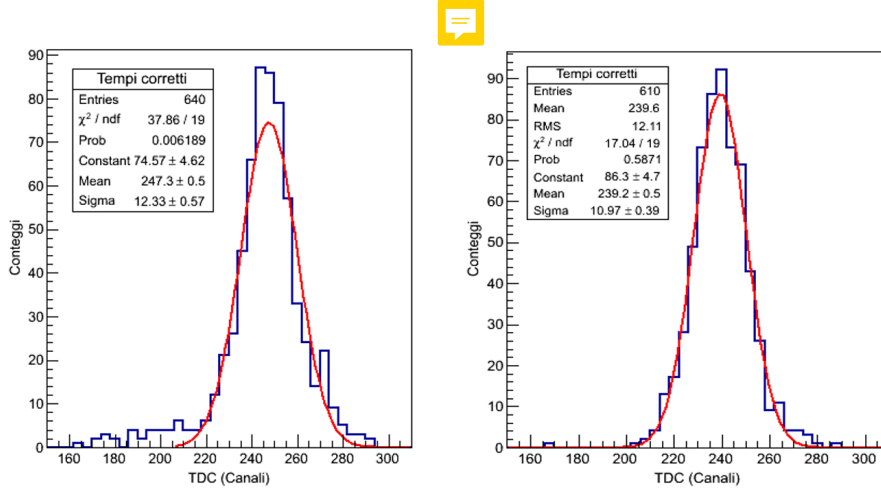 90
80
70
60
50
40
30
20
10
0
Conteggi
Tempi corretti
Entries 640
χ² / ndf 37.86 / 19
Prob 0.006189
Constant 74.57 ± 4.62
Mean 247.3 ± 0.5
Sigma 12.33 ± 0.57
160 180 200 220 240 260 280 300
TDC (Canali)
90
80
70
60
50
40
30
20
10
0
Conteggi
Tempi corretti
Entries 610
Mean 239.6
RMS 12.11
χ² / ndf 17.04 / 19
Prob 0.5871
Constant 86.3 ± 4.7
Mean 239.2 ± 0.5
Sigma 10.97 ± 0.39
160 180 200 220 240 260 280 300
TDC (Canali)